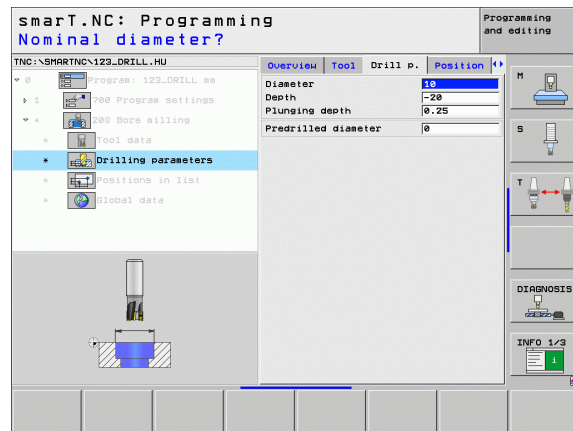 smarT.NC: Programming
Programming and editing
Nominal diameter?
TNC:\SMARTNC\123_DRILL.HU
Overview Tool Drill p. Position
0 Program: 123_DRILL mm
1 700 Program settings
* 208 Bore milling
* Tool data
* Drilling parameters
* Positions in list
* Global data
Diameter 10
Depth -20
Plunging depth 0.25
Predrilled diameter 0
M
S
T
DIAGNOSIS
INFO 1/3
i